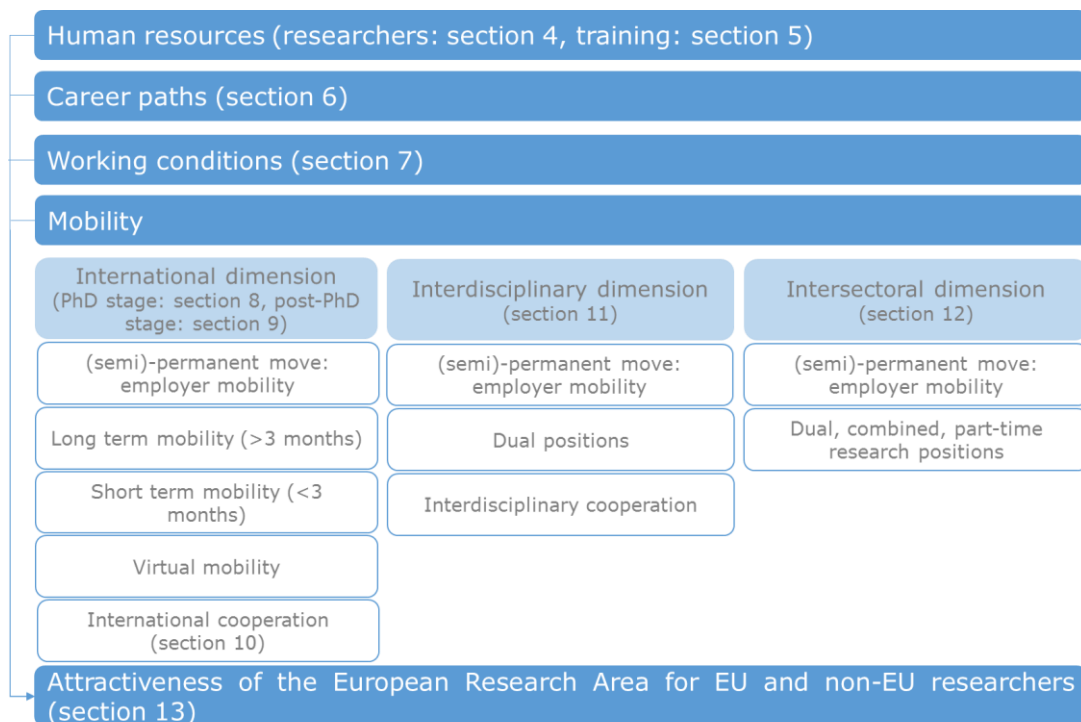 Human resources (researchers: section 4, training: section 5)
Career paths (section 6)
Working conditions (section 7)
Mobility
International dimension
(PhD stage: section 8, post-PhD
stage: section 9)
Interdisciplinary dimension
(section 11)
Intersectoral dimension
(section 12)
(semi)-permanent move:
employer mobility
(semi)-permanent move:
employer mobility
(semi)-permanent move:
employer mobility
Long term mobility (>3 months)
Dual positions
Dual, combined, part-time
research positions
Short term mobility (<3
months)
Interdisciplinary cooperation
Virtual mobility
International cooperation
(section 10)
Attractiveness of the European Research Area for EU and non-EU researchers
(section 13)